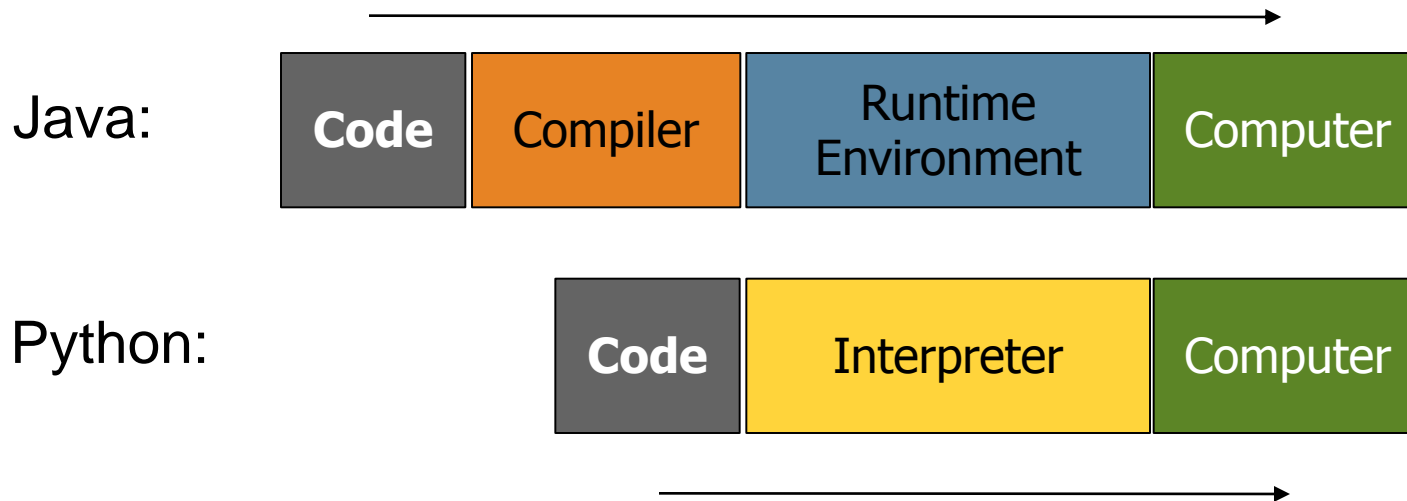 Java:
Code
Compiler
Runtime
Environment
Computer
Python:
Code
Interpreter
Computer